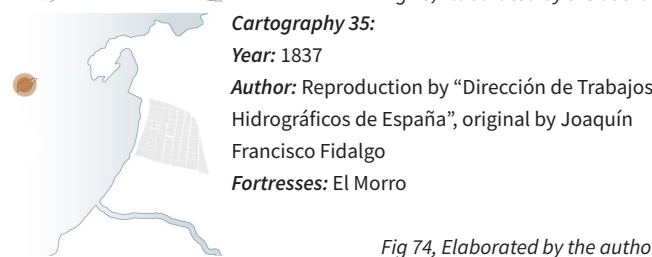 Cartography 35:
Year: 1837
Author: Reproduction by “Dirección de Trabajos
Hidrográficos de España”, original by Joaquín
Francisco Fidalgo
Fortresses: El Morro
Fig 74, Elaborated by the autho